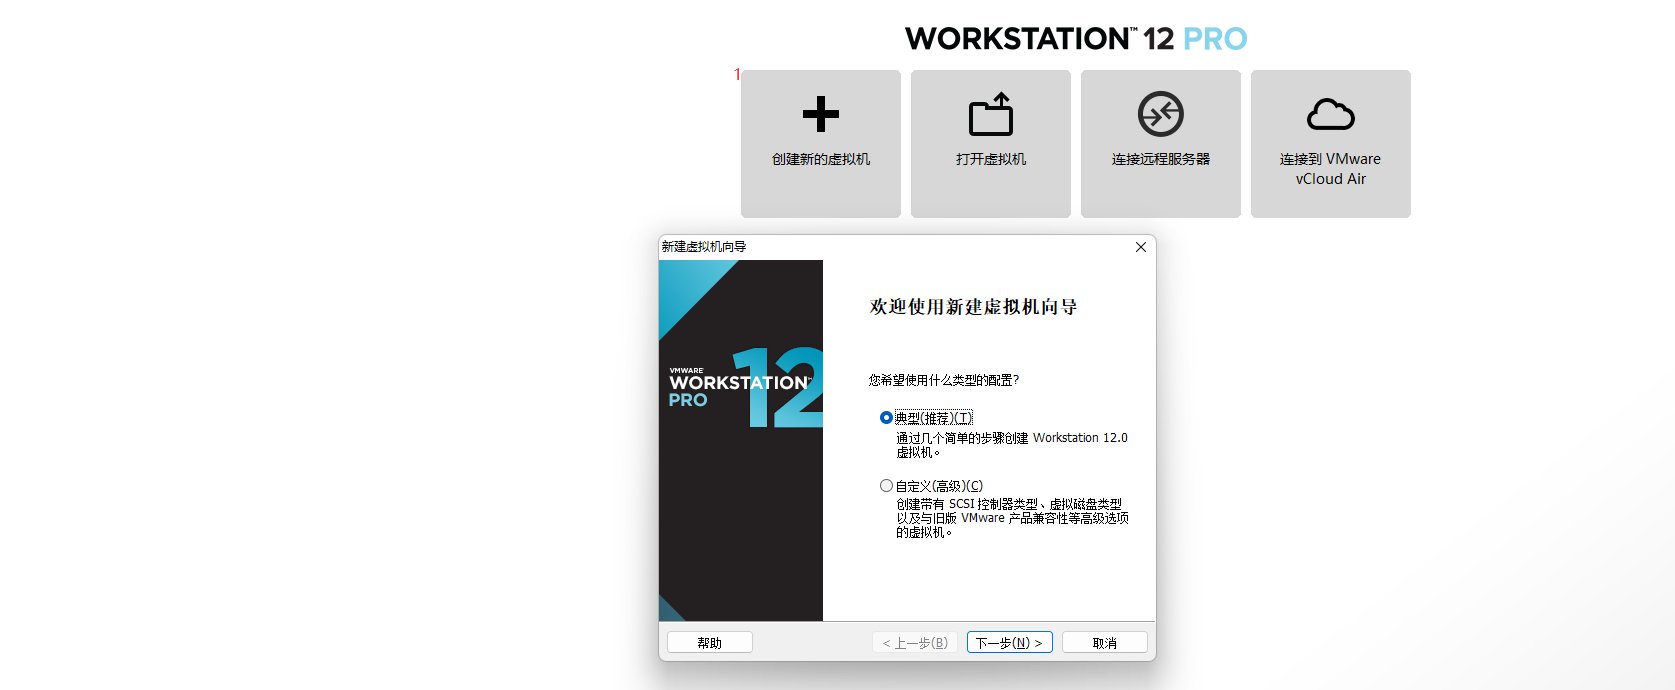 WORKSTATION™ 12 PRO
1
创建新的虚拟机
打开虚拟机
连接远程服务器
连接到 VMware
vCloud Air
新建虚拟机向导
VMWARE
WORKSTATION™
PRO
12
欢迎使用新建虚拟机向导
您希望使用什么类型的配置?
典型(推荐)(T)
通过几个简单的步骤创建 Workstation 12.0
虚拟机。
自定义(高级)(C)
创建带有 SCSI 控制器类型、虚拟磁盘类型
以及与旧版 VMware 产品兼容性等高级选项
的虚拟机。
帮助
< 上一步(B)
下一步(N) >
取消